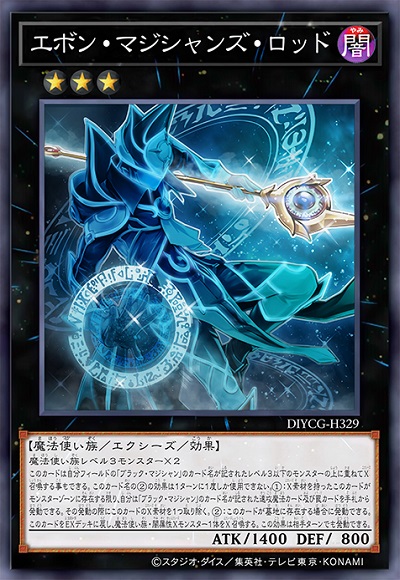 エボン・マジシャンズ・ロッド
やみ
闇
DIYCG-H329
【魔法使い族／エクシーズ／効果】
魔法使い族レベル3モンスター×2
このカードは自分フィールドの「ブラック・マジシャン」のカード名が記されたレベル3以下のモンスターの上に重ねてX
召喚する事もできる。このカード名の②の効果は1ターンに1度しか使用できない。①：X素材を持ったこのカードが
モンスターゾーンに存在する限り、自分は「ブラック・マジシャン」のカード名が記された速攻魔法カード及び罠カードを手札から
発動できる。その発動の際にこのカードのX素材を1つ取り除く。②：このカードが墓地に存在する場合に発動できる。
このカードをEXデッキに戻し、魔法使い族・闇属性Xモンスター1体をX召喚する。この効果は相手ターンでも発動できる。
ATK/1400 DEF/ 800
©スタジオ・ダイス／集英社・テレビ東京・KONAMI